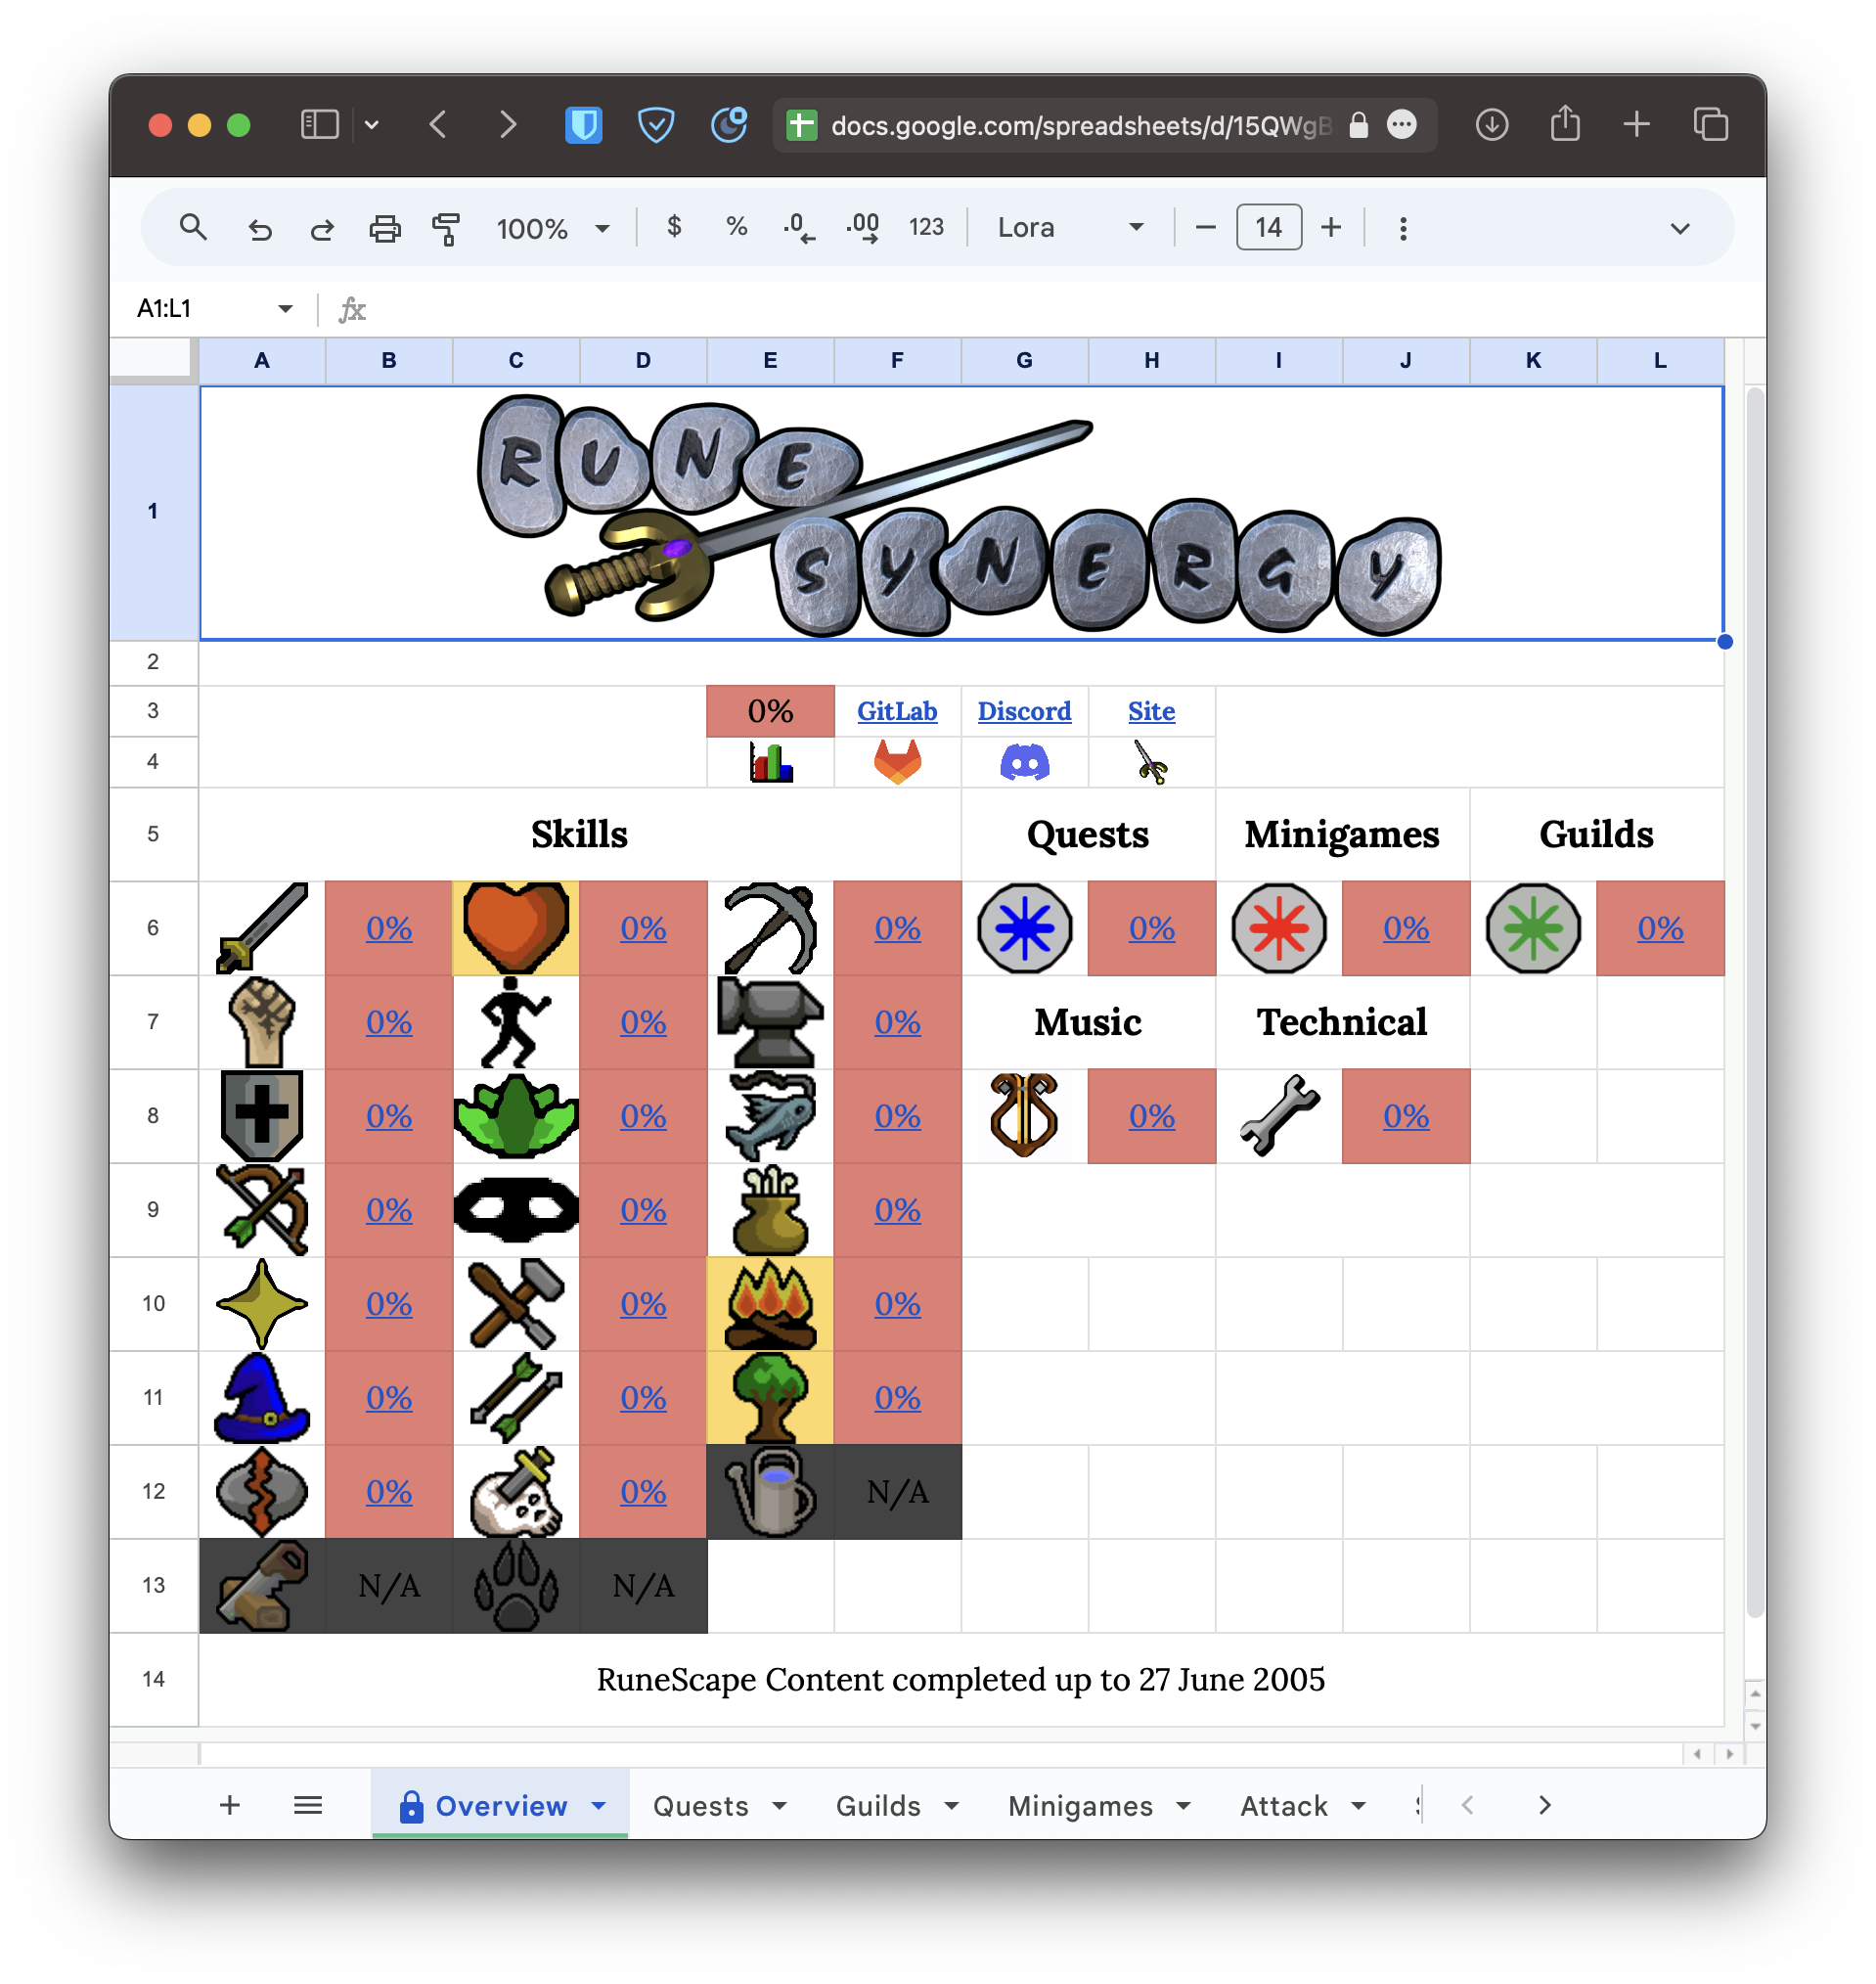 docs.google.com/spreadsheets/d/15QWgB
100% $ % .0 .00 123 Lora 14
A1:L1 fx
A B C D E F G H I J K L
1 RUNE
SYNERGY
2
3 0% GitLab Discord Site
4
5 Skills Quests Minigames Guilds
6 0% 0% 0% 0% 0% 0%
7 0% 0% 0% Music Technical
8 0% 0% 0% 0% 0%
9 0% 0% 0%
10 0% 0% 0%
11 0% 0% 0%
12 0% 0% N/A
13 N/A N/A
14 RuneScape Content completed up to 27 June 2005
Overview Quests Guilds Minigames Attack